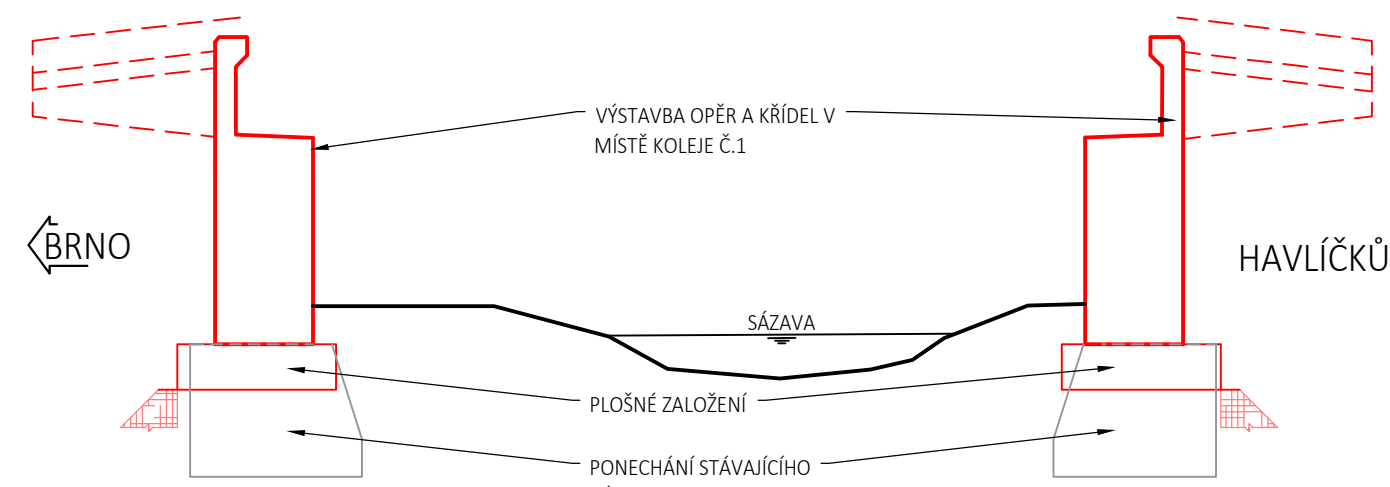 VÝSTAVBA OPĚR A KŘÍDEL V
MÍSTĚ KOLEJE Č.1
BRNO
HAVLÍČKŮ
SÁZAVA
PLOŠNÉ ZALOŽENÍ
PONECHÁNÍ STÁVAJÍCÍHO